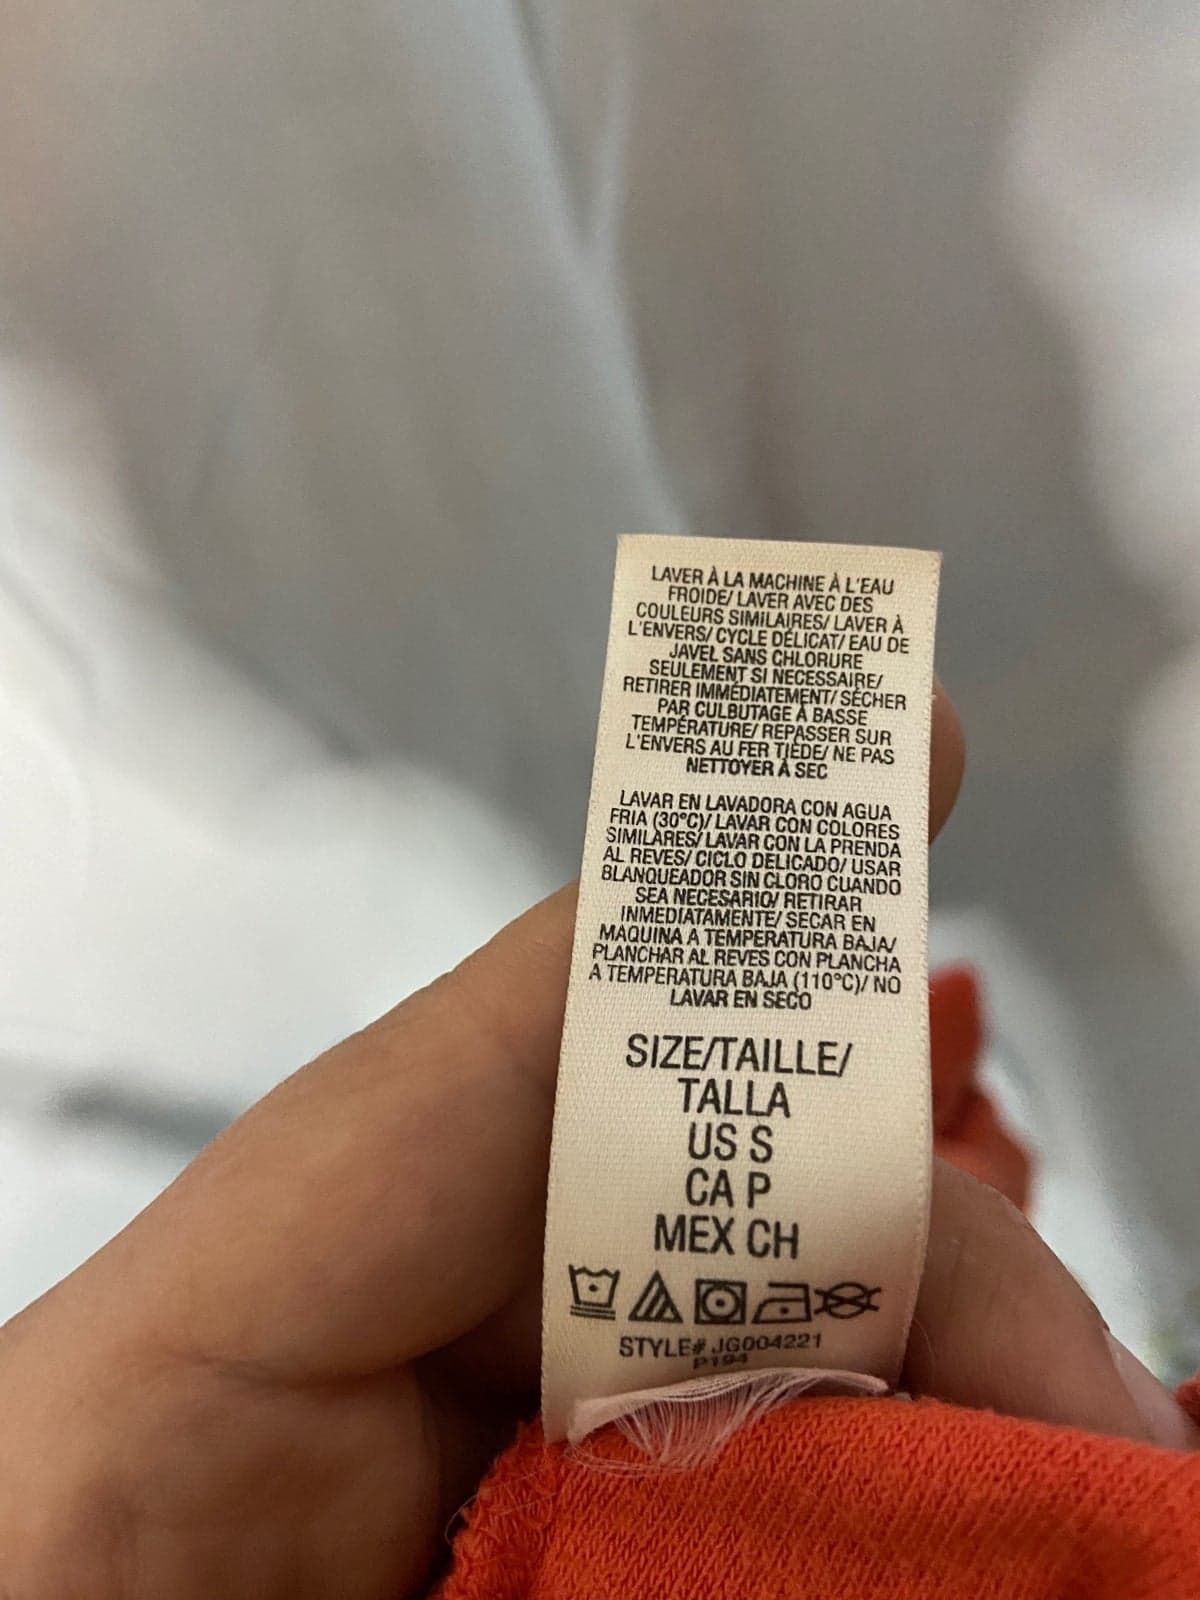 LAVER À LA MACHINE À L'EAU
FROIDE/ LAVER AVEC DES
COULEURS SIMILAIRES/ LAVER À
L'ENVERS/ CYCLE DÉLICAT/ EAU DE
JAVEL SANS CHLORURE
SEULEMENT SI NECESSAIRE/
RETIRER IMMÉDIATEMENT/ SÉCHER
PAR CULBUTAGE À BASSE
TEMPÉRATURE/ REPASSER SUR
L'ENVERS AU FER TIÈDE/ NE PAS
NETTOYER À SEC
LAVAR EN LAVADORA CON AGUA
FRIA (30°C)/ LAVAR CON COLORES
SIMILARES/ LAVAR CON LA PRENDA
AL REVES/ CICLO DELICADO/ USAR
BLANQUEADOR SIN CLORO CUANDO
SEA NECESARIO/ RETIRAR
INMEDIATAMENTE/ SECAR EN
MAQUINA A TEMPERATURA BAJA/
PLANCHAR AL REVES CON PLANCHA
A TEMPERATURA BAJA (110°C)/ NO
LAVAR EN SECO
SIZE/TAILLE/
TALLA
US S
CA P
MEX CH
STYLE# JG004221
P194